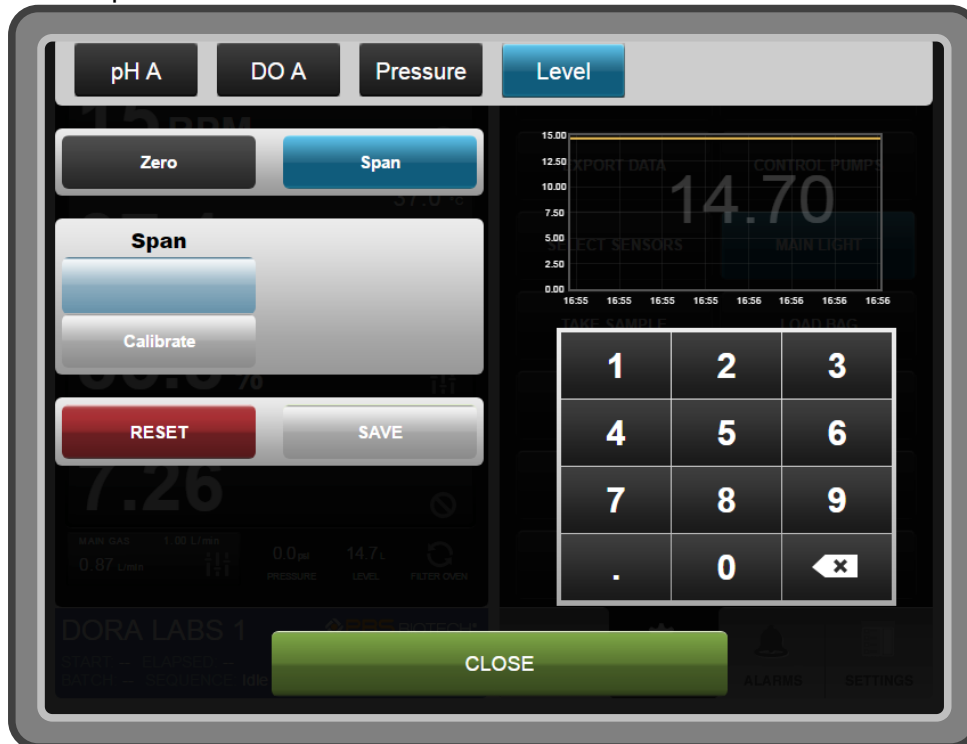 pH A DO A Pressure Level
15 RPM
Zero Span
37.0 °C
Span
Calibrate
%
RESET SAVE
7.26
MAIN GAS 1.00 L/min
0.87 L/min
0.0 psi 14.7 L
PRESSURE LEVEL FILTER OVEN
DORA LABS 1
PBS BIOTECH
START – ELAPSED –
BATCH – SEQUENCE Idle
15.00
12.50
10.00
7.50
5.00
2.50
0.00
14.70
EXPORT DATA CONTROL PUMPS
SELECT SENSORS MAIN LIGHT
16:55 16:55 16:55 16:55 16:56 16:56 16:56 16:56
TAKE SAMPLE LOAD BAG
1 2 3
4 5 6
7 8 9
. 0
CLOSE
ALARMS SETTINGS